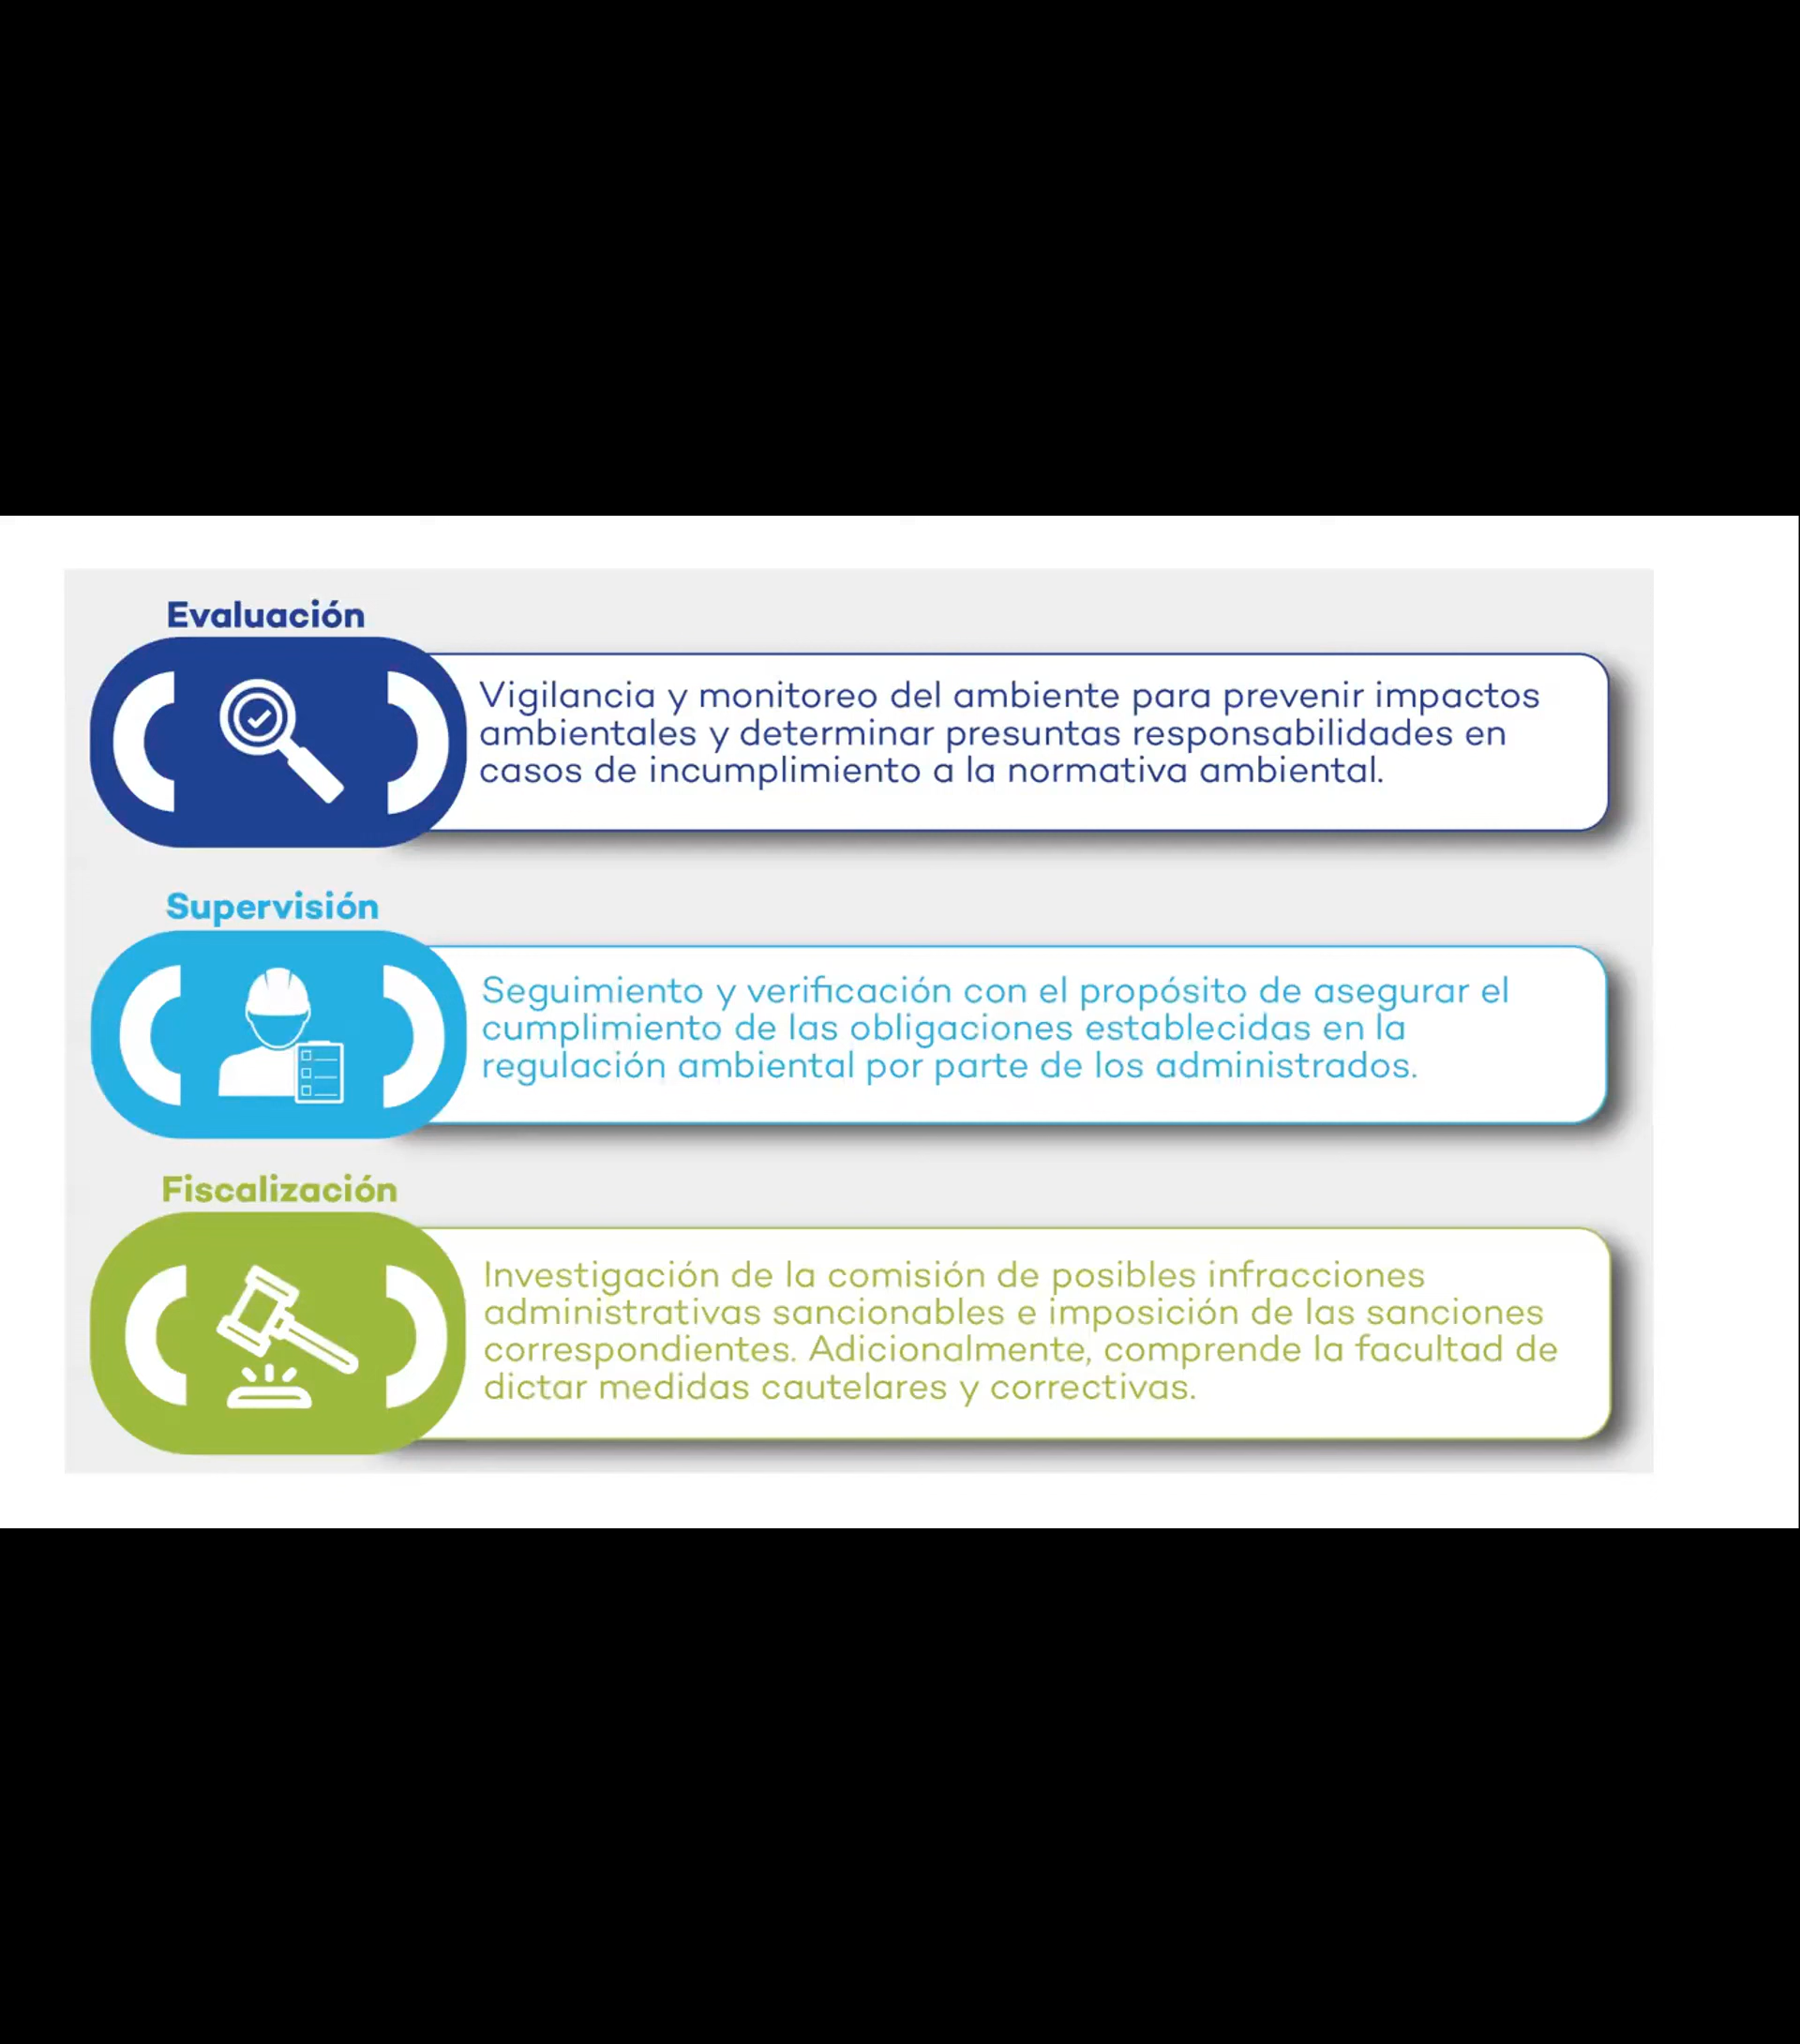 Evaluación
Vigilancia y monitoreo del ambiente para prevenir impactos
ambientales y determinar presuntas responsabilidades en
casos de incumplimiento a la normativa ambiental.
Supervisión
Seguimiento y verificación con el propósito de asegurar el
cumplimiento de las obligaciones establecidas en la
regulación ambiental por parte de los administrados.
Fiscalización
Investigación de la comisión de posibles infracciones
administrativas sancionables e imposición de las sanciones
correspondientes. Adicionalmente, comprende la facultad de
dictar medidas cautelares y correctivas.